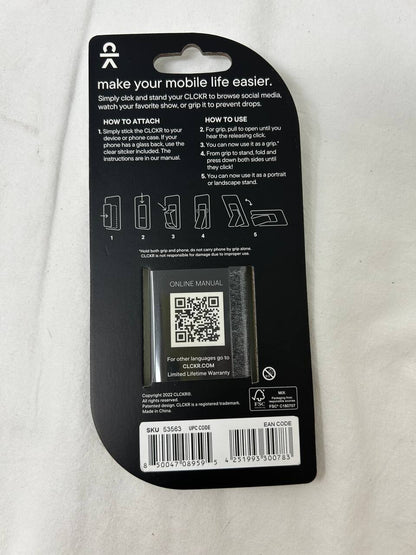 make your mobile life easier.
Simply clck and stand your CLCKR to browse social media,
watch your favorite show, or grip it to prevent drops.
HOW TO ATTACH
1. Simply stick the CLCKR to your
device or phone case. If your
phone has a glass back, use the
clear sticker included. The
instructions are in our manual.
HOW TO USE
2. For grip, pull to open until you
hear the releasing click.
3. You can now use it as a grip.*
4. From grip to stand, fold and
press down both sides until
they click!
5. You can now use it as a portrait
or landscape stand.
1 2 3 4 5
*Hold both grip and phone, do not carry phone by grip alone.
CLCKR is not responsible for damage due to improper use.
ONLINE MANUAL
For other languages go to
CLCKR.COM
Limited Lifetime Warranty
Copyright 2022 CLCKR®.
All rights reserved.
Patented design. CLCKR is a registered trademark.
Made in China.
FSC
MIX
Packaging from
responsible sources
FSC® C160707
SKU 53563 UPC CODE
EAN CODE
8 50047 08959 5
4 251993 300783